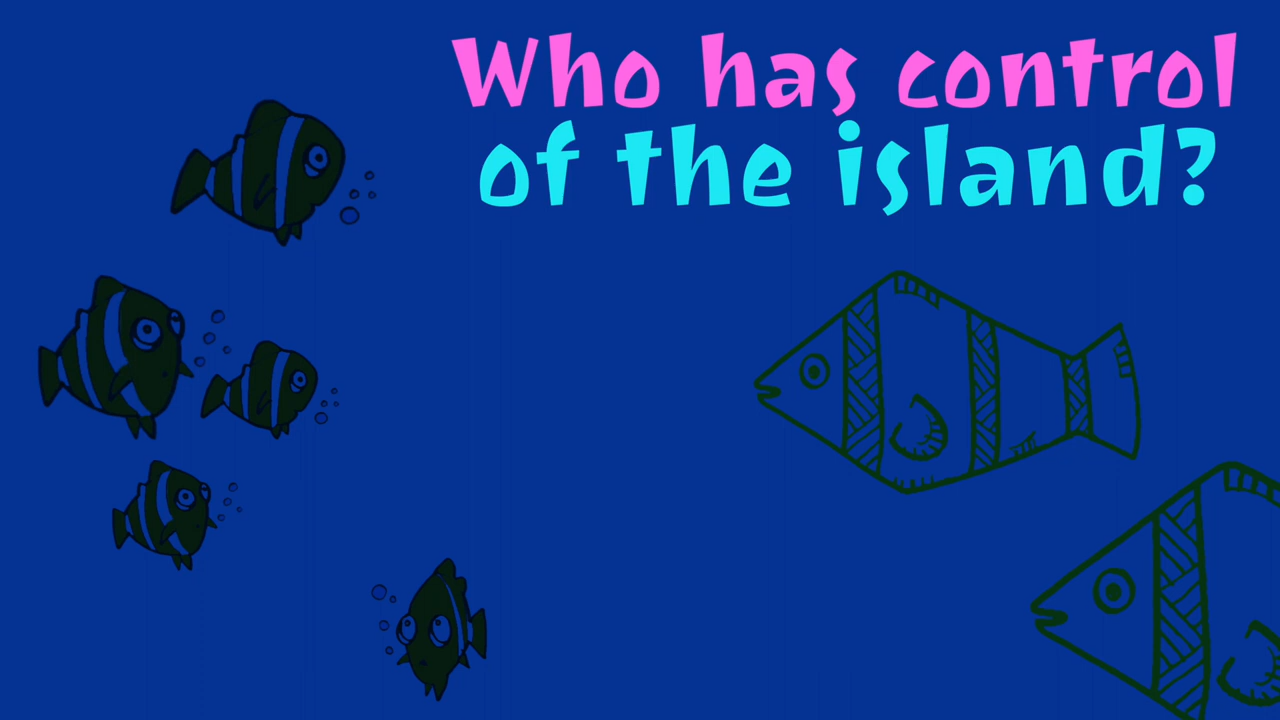 Who has control
of the island?